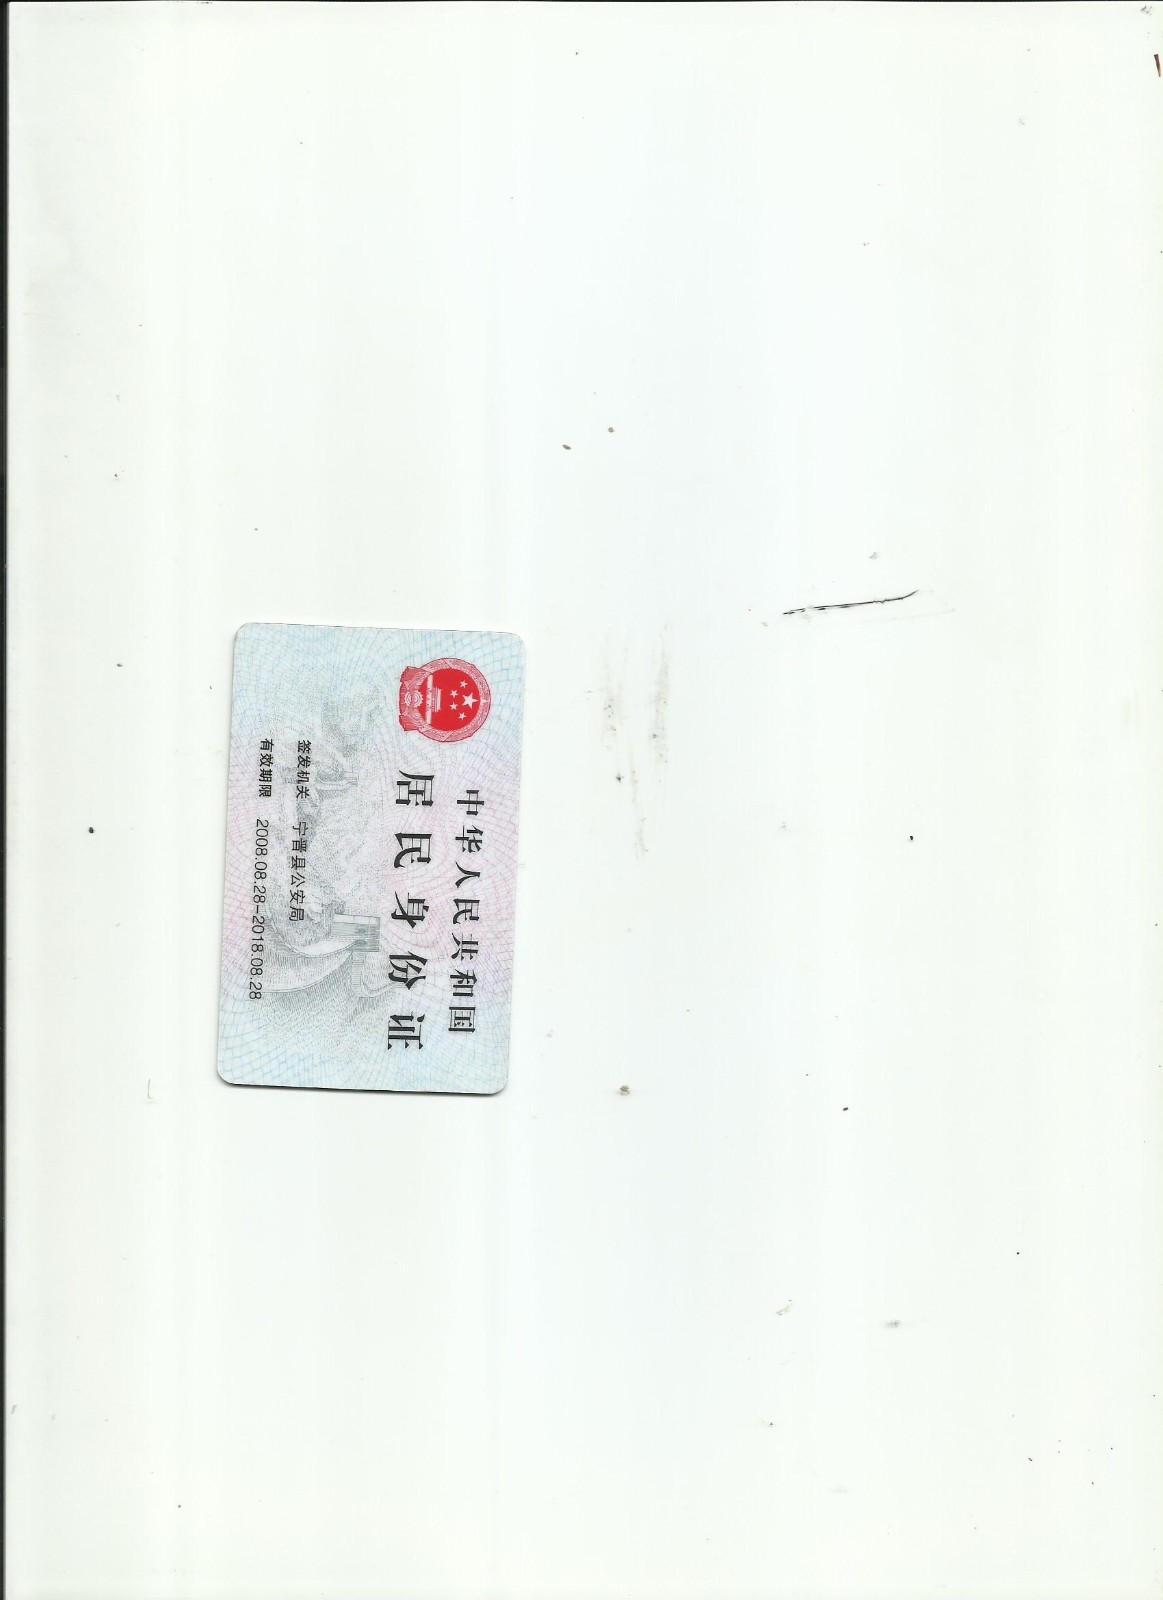 中华人民共和国
居民身份证
签发机关 宁晋县公安局
有效期限 2008.08.28-2018.08.28